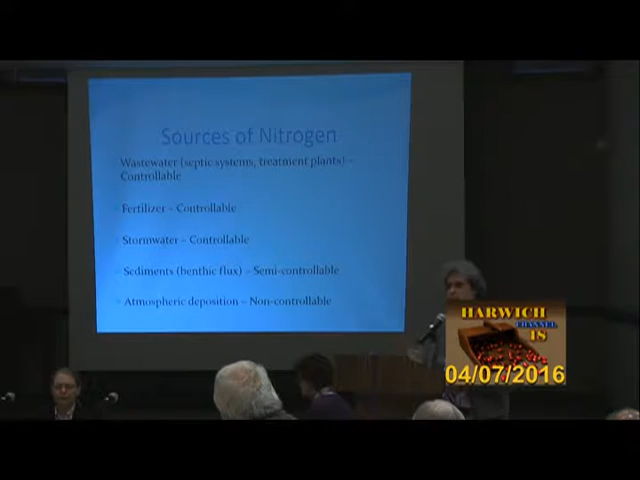 Sources of Nitrogen
Wastewater (septic systems, treatment plants) –
Controllable
Fertilizer – Controllable
Stormwater – Controllable
Sediments (benthic flux) – Semi-controllable
Atmospheric deposition – Non-controllable
HARWICH
CHANNEL
18
04/07/2016